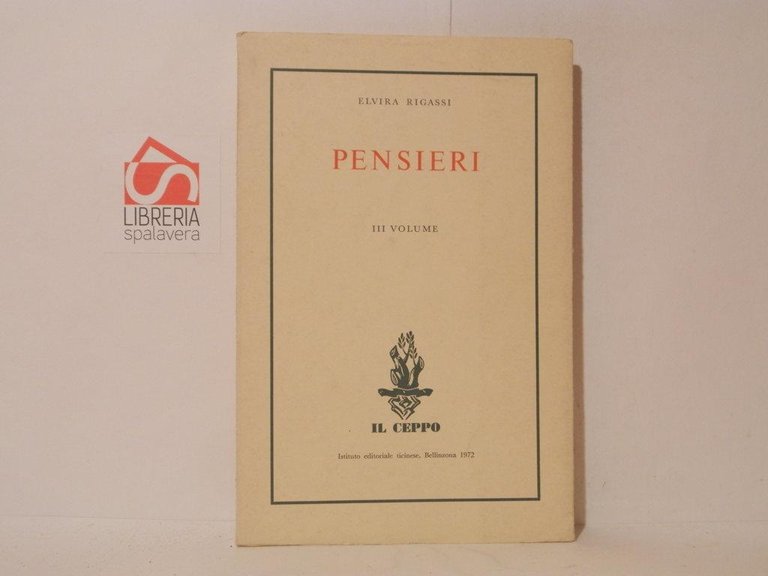 ELVIRA RIGASSI
PENSIERI
III VOLUME
IL CEPPO
Istituto editoriale ticinese, Bellinzona 1972
LIBRERIA
spalavera